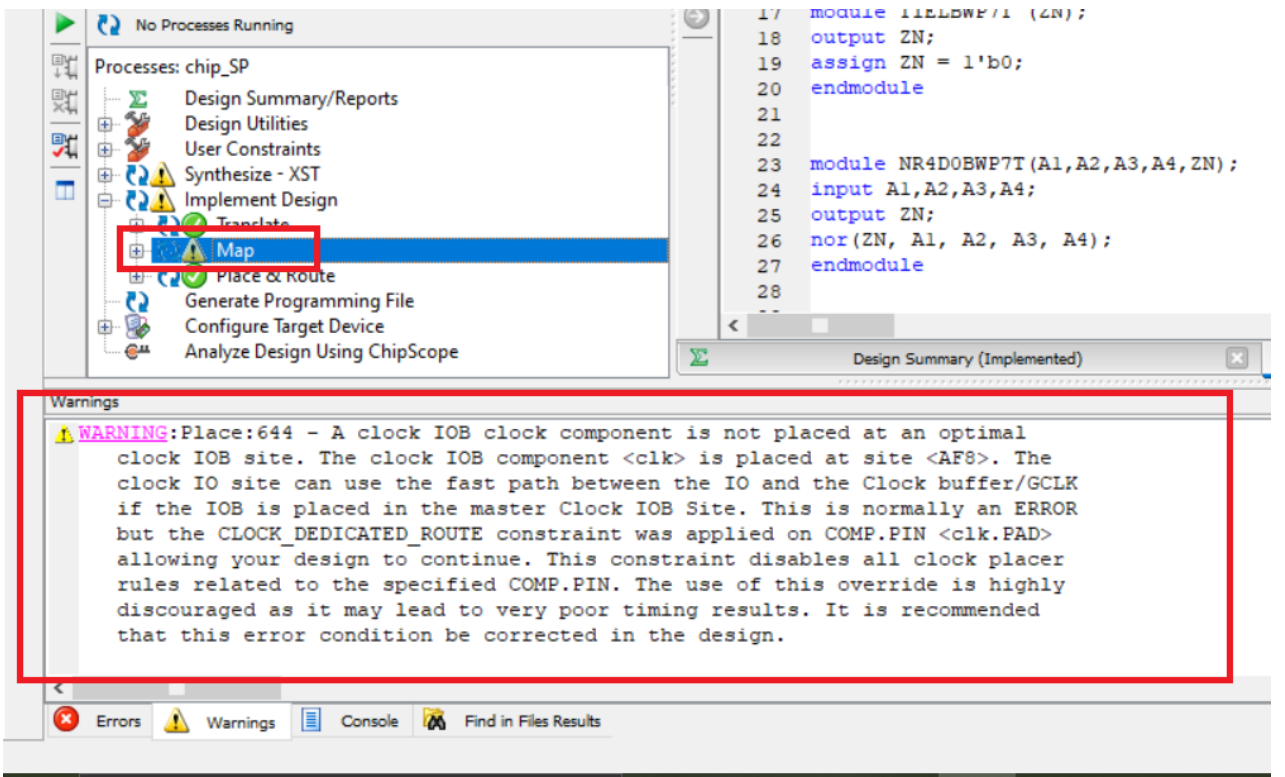 No Processes Running
Processes: chip_SP
Design Summary/Reports
Design Utilities
User Constraints
Synthesize - XST
Implement Design
Translate
Map
Place & Route
Generate Programming File
Configure Target Device
Analyze Design Using ChipScope
17 module TIELBWP7T (ZN);
18 output ZN;
19 assign ZN = 1'b0;
20 endmodule
21
22
23 module NR4D0BWP7T(A1,A2,A3,A4,ZN);
24 input A1,A2,A3,A4;
25 output ZN;
26 nor(ZN, A1, A2, A3, A4);
27 endmodule
28
Design Summary (Implemented)
Warnings
WARNING:Place:644 - A clock IOB clock component is not placed at an optimal
clock IOB site. The clock IOB component <clk> is placed at site <AF8>. The
clock IO site can use the fast path between the IO and the Clock buffer/GCLK
if the IOB is placed in the master Clock IOB Site. This is normally an ERROR
but the CLOCK_DEDICATED_ROUTE constraint was applied on COMP.PIN <clk.PAD>
allowing your design to continue. This constraint disables all clock placer
rules related to the specified COMP.PIN. The use of this override is highly
discouraged as it may lead to very poor timing results. It is recommended
that this error condition be corrected in the design.
Errors Warnings Console Find in Files Results